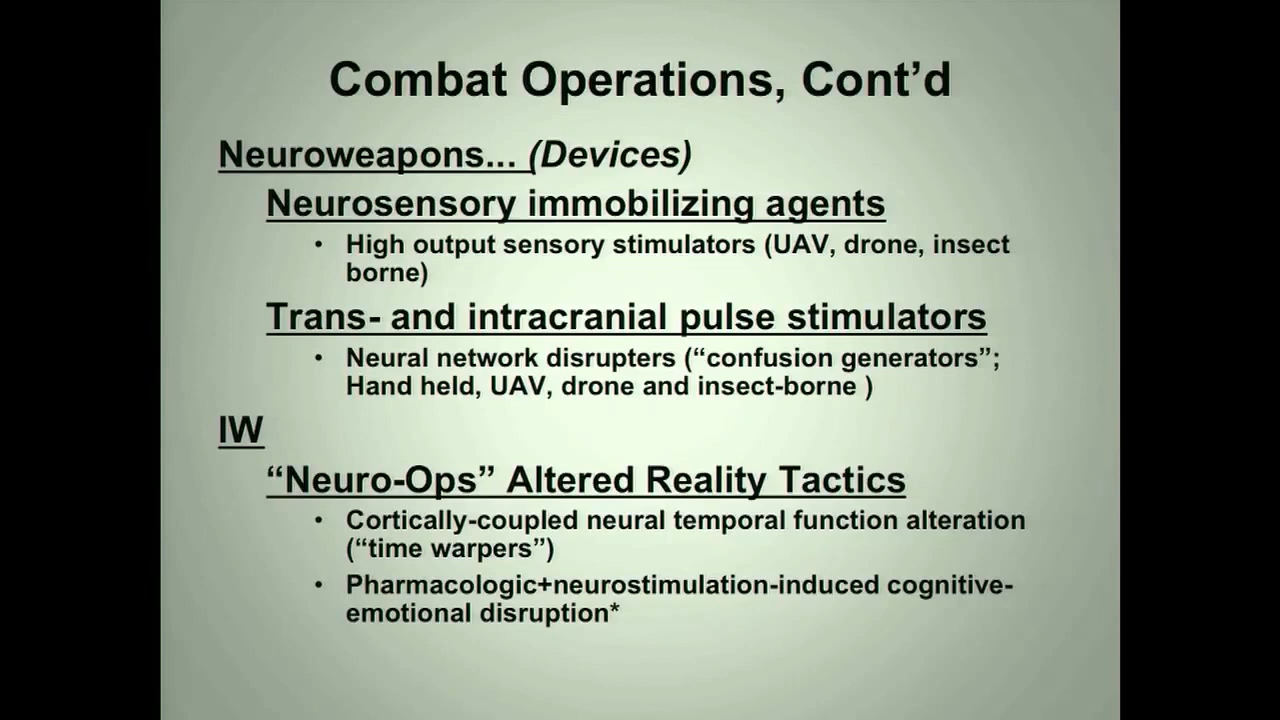 Combat Operations, Cont’d
Neuroweapons... (Devices)
Neurosensory immobilizing agents
• High output sensory stimulators (UAV, drone, insect
borne)
Trans- and intracranial pulse stimulators
• Neural network disrupters (“confusion generators”;
Hand held, UAV, drone and insect-borne )
IW
“Neuro-Ops” Altered Reality Tactics
• Cortically-coupled neural temporal function alteration
(“time warpers”)
• Pharmacologic+neurostimulation-induced cognitive-
emotional disruption*